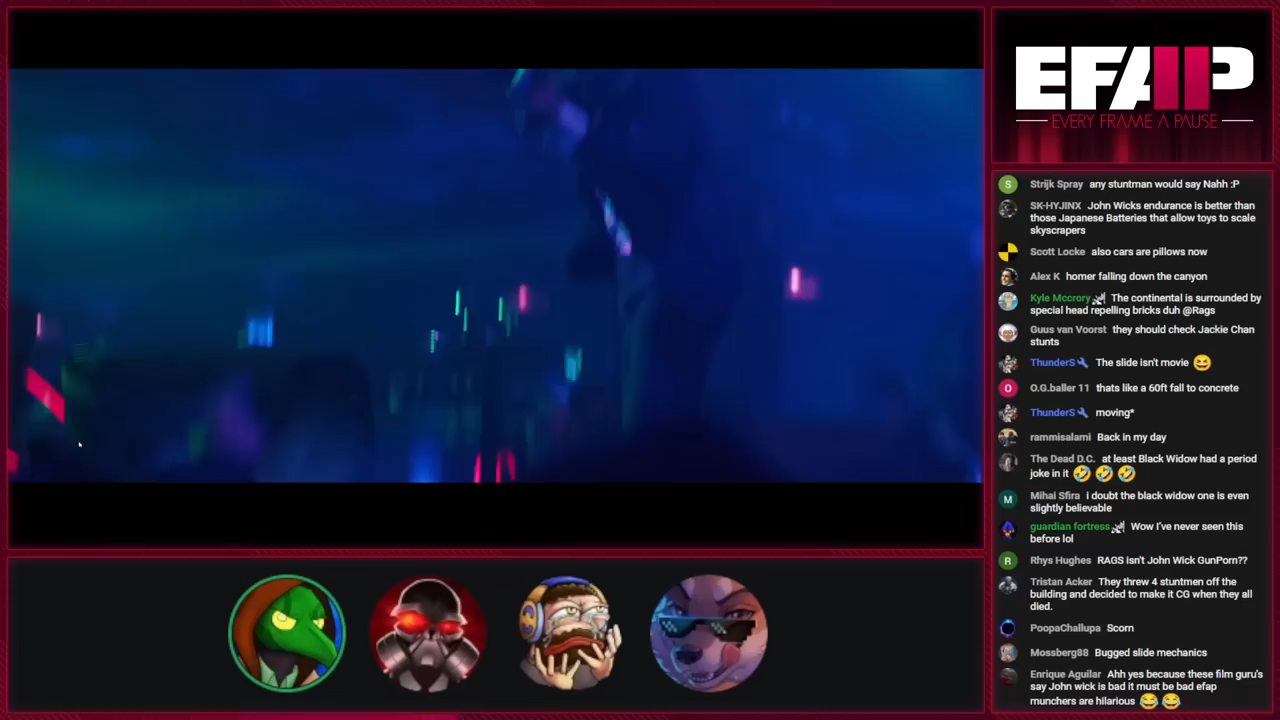 EFAP
EVERY FRAME A PAUSE
S Strijk Spray any stuntman would say Nahh :P
SK-HYJINX John Wicks endurance is better than
those Japanese Batteries that allow toys to scale
skyscrapers
Scott Locke also cars are pillows now
Alex K homer falling down the canyon
Kyle Mccrory The continental is surrounded by
special head repelling bricks duh @Rags
Guus van Voorst they should check Jackie Chan
stunts
ThunderS The slide isn't movie 😆
O O.G.baller 11 thats like a 60ft fall to concrete
ThunderS moving*
rammisalami Back in my day
The Dead D.C. at least Black Widow had a period
joke in it 🤣 🤣 🤣
M Mihai Sfira i doubt the black widow one is even
slightly believable
guardian fortress Wow I've never seen this
before lol
R Rhys Hughes RAGS isn't John Wick GunPorn??
Tristan Acker They threw 4 stuntmen off the
building and decided to make it CG when they all
died.
PoopaChallupa Scorn
Mossberg88 Bugged slide mechanics
Enrique Aguilar Ahh yes because these film guru's
say John wick is bad it must be bad efap
munchers are hilarious 😂 😂